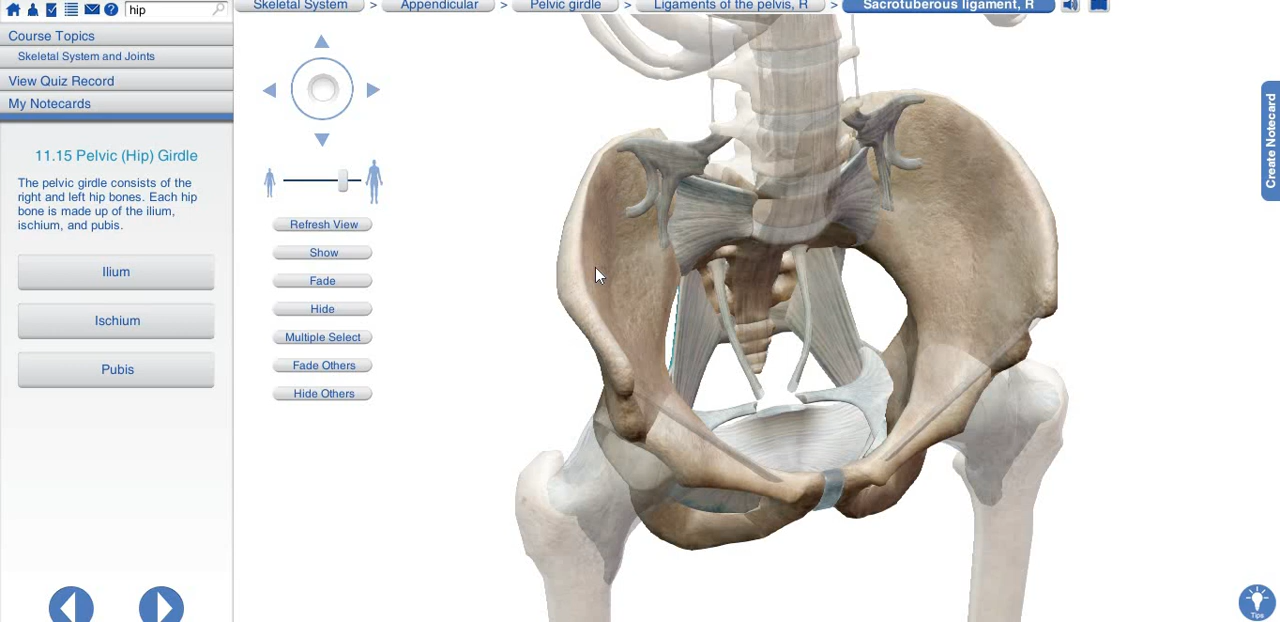 hip
Skeletal System > Appendicular > Pelvic girdle > Ligaments of the pelvis, R > Sacrotuberous ligament, R
Course Topics
Skeletal System and Joints
View Quiz Record
My Notecards
11.15 Pelvic (Hip) Girdle
The pelvic girdle consists of the
right and left hip bones. Each hip
bone is made up of the ilium,
ischium, and pubis.
Ilium
Ischium
Pubis
Refresh View
Show
Fade
Hide
Multiple Select
Fade Others
Hide Others
Create Notecard
Tips